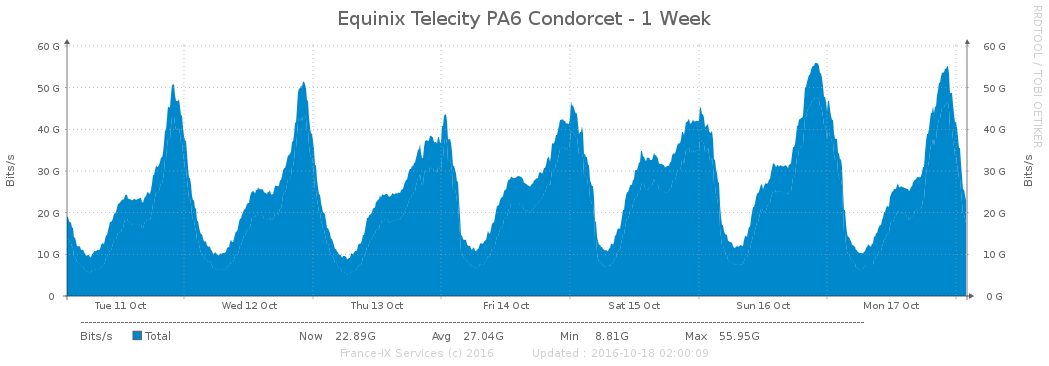 Equinix Telecity PA6 Condorcet - 1 Week
RRDTOOL / TOBI OETIKER
60 G 60 G
50 G 50 G
40 G 40 G
30 G 30 G
20 G 20 G
10 G 10 G
0 0 G
Bits/s
Bits/s
Tue 11 Oct Wed 12 Oct Thu 13 Oct Fri 14 Oct Sat 15 Oct Sun 16 Oct Mon 17 Oct
Bits/s Total Now 22.89G Avg 27.04G Min 8.81G Max 55.95G
France-IX Services (c) 2016 Updated : 2016-10-18 02:00:09